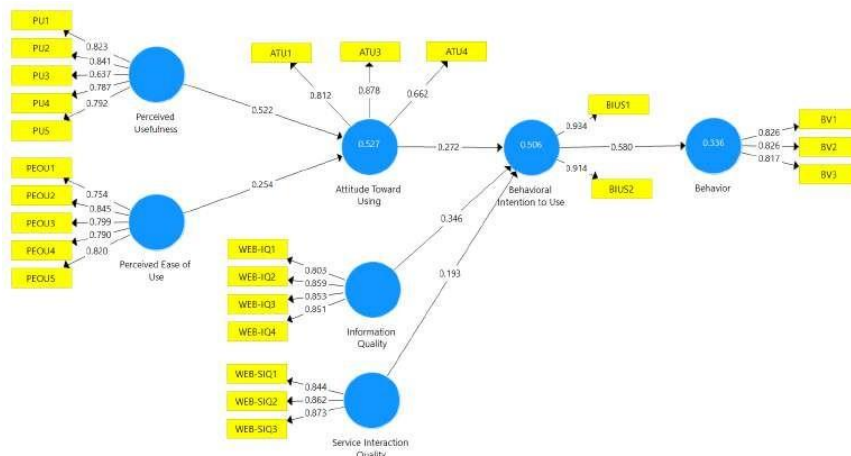 PU1
PU2
PU3
PU4
PU5
0.823
0.841
0.637
0.787
0.792
Perceived
Usefulness
PEOU1
PEOU2
PEOU3
PEOU4
PEOU5
0.754
0.845
0.799
0.790
0.820
Perceived Ease of
Use
0.522
0.254
ATU1
ATU3
ATU4
0.812
0.878
0.662
0.527
Attitude Toward
Using
0.272
WEB-IQ1
WEB-IQ2
WEB-IQ3
WEB-IQ4
0.803
0.859
0.853
0.851
Information
Quality
0.346
WEB-SIQ1
WEB-SIQ2
WEB-SIQ3
0.844
0.862
0.873
Service Interaction
Quality
0.193
0.506
Behavioral
Intention to Use
BIUS1
0.934
0.914
BIUS2
0.580
0.336
Behavior
0.826
0.826
0.817
BV1
BV2
BV3